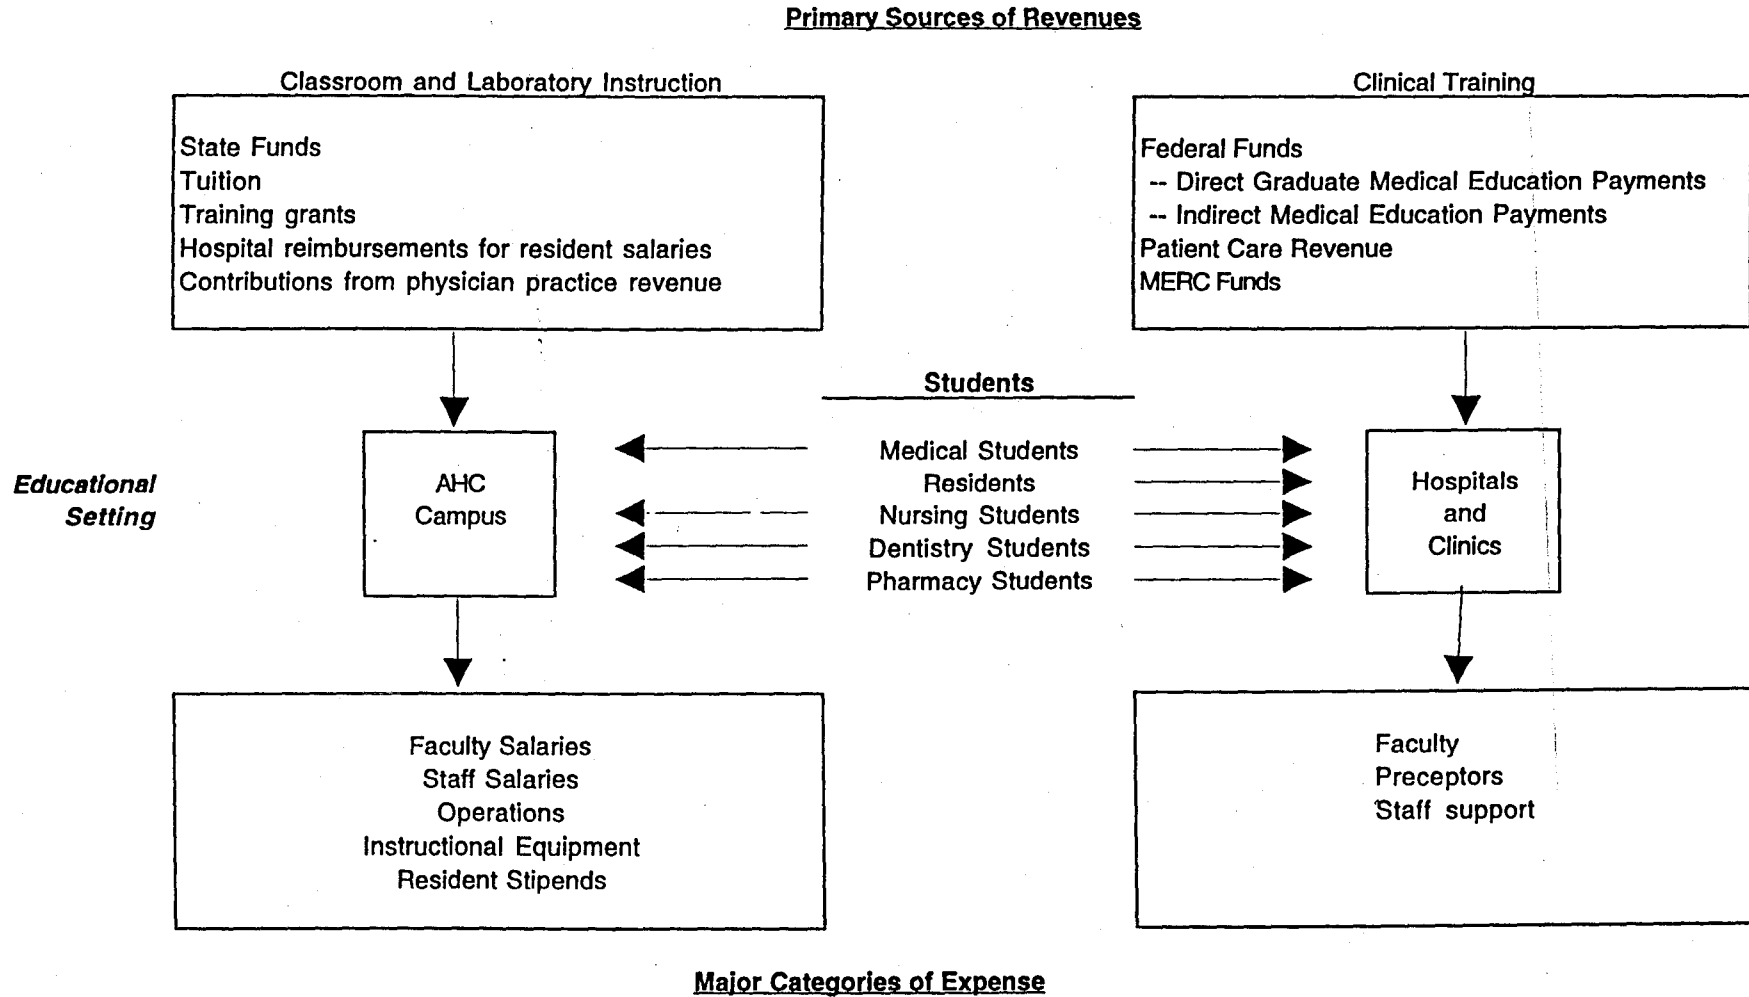 Primary Sources of Revenues
Classroom and Laboratory Instruction
State Funds
Tuition
Training grants
Hospital reimbursements for resident salaries
Contributions from physician practice revenue
Clinical Training
Federal Funds
-- Direct Graduate Medical Education Payments
-- Indirect Medical Education Payments
Patient Care Revenue
MERC Funds
Students
Educational
Setting
AHC
Campus
Medical Students
Residents
Nursing Students
Dentistry Students
Pharmacy Students
Hospitals
and
Clinics
Faculty Salaries
Staff Salaries
Operations
Instructional Equipment
Resident Stipends
Faculty
Preceptors
Staff support
Major Categories of Expense